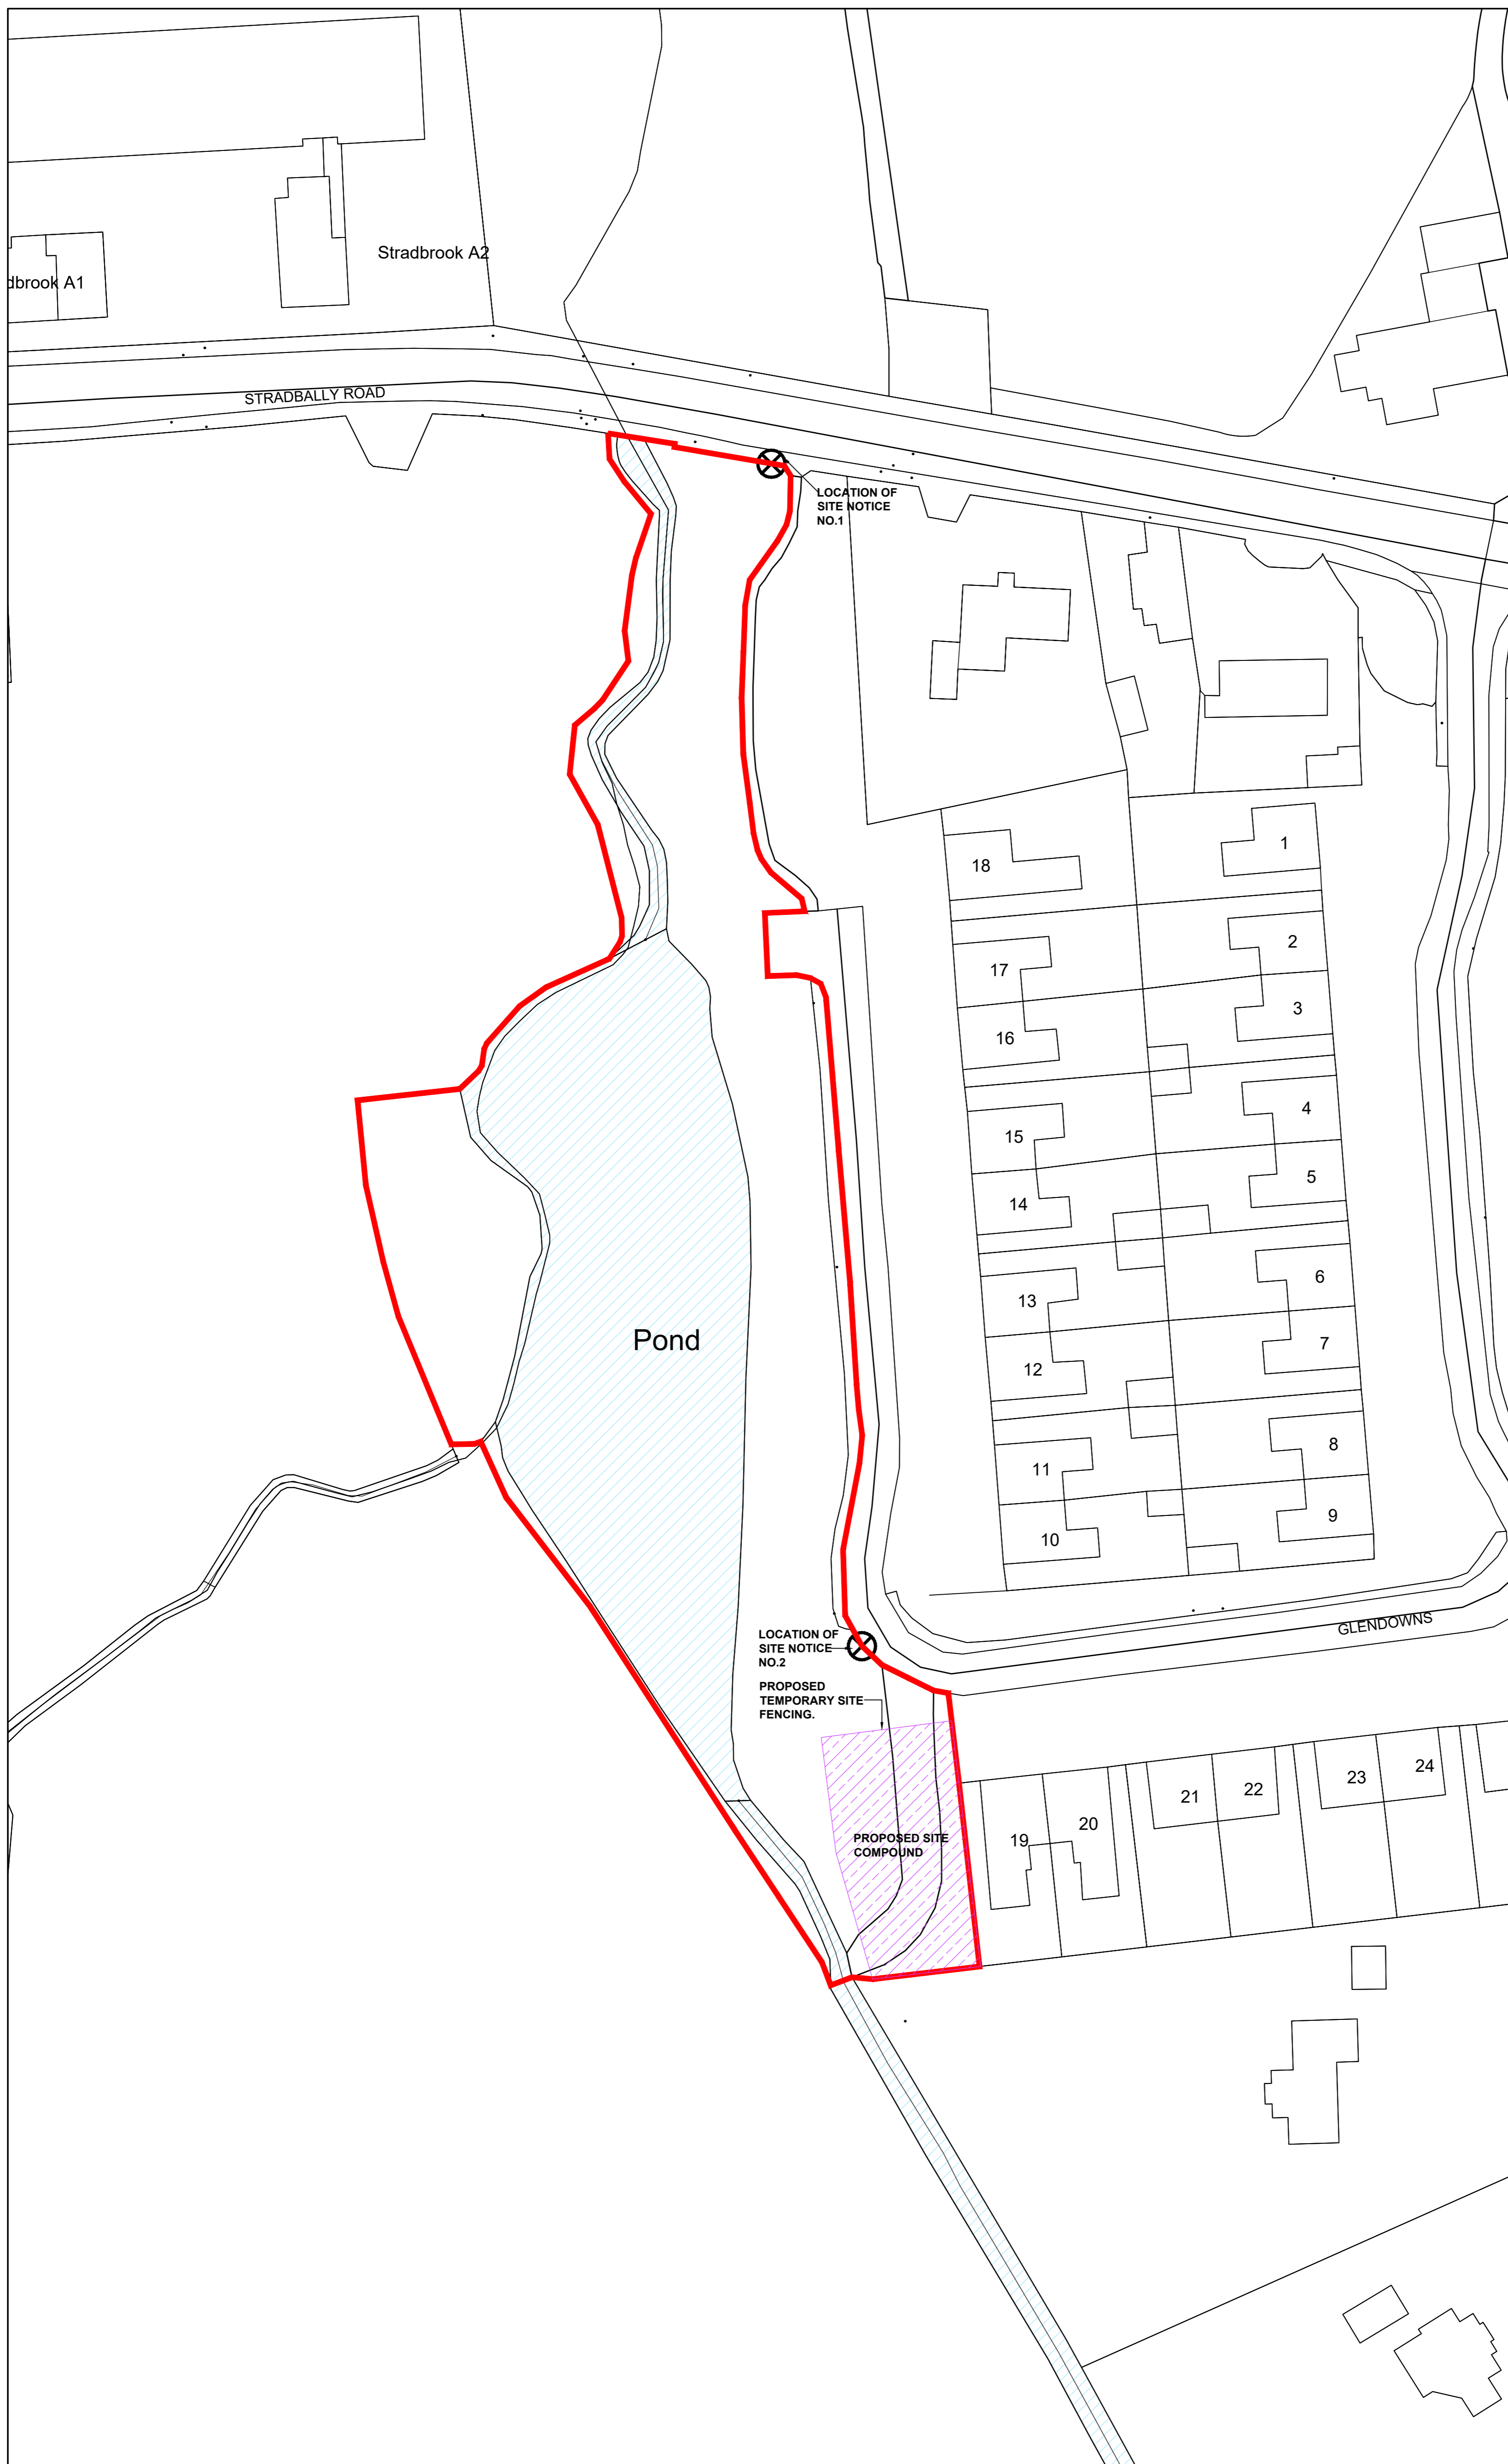 Stradbrook A2
dbrook A1
STRADBALLY ROAD
LOCATION OF
SITE NOTICE
NO.1
1
18
2
17
3
16
4
15
5
14
6
13
7
12
Pond
8
11
9
10
GLENDOWNS
LOCATION OF
SITE NOTICE
NO.2
PROPOSED
TEMPORARY SITE
FENCING.
24
23
22
21
20
19
PROPOSED SITE
COMPOUND